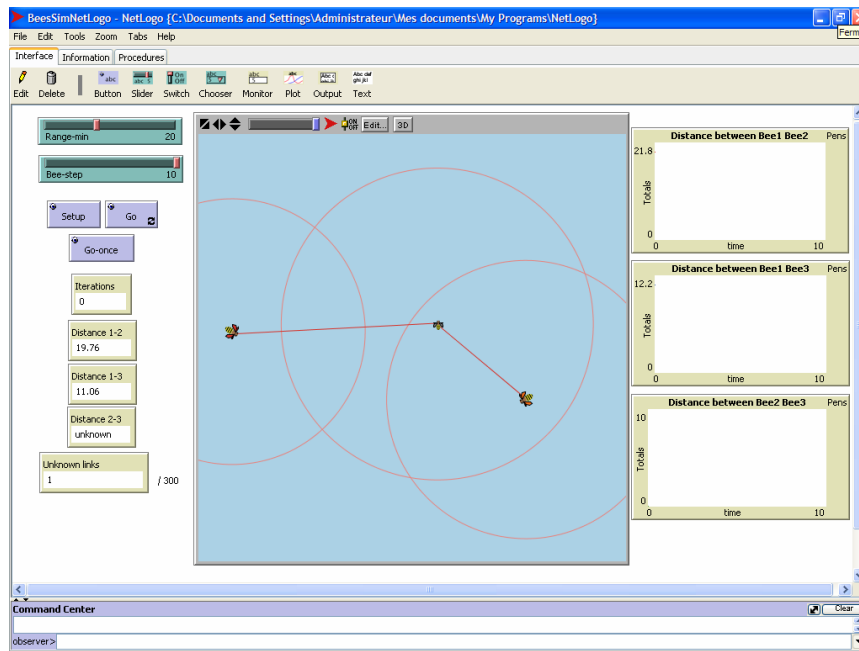 BeesSimNetLogo - NetLogo {C:\Documents and Settings\Administrateur\Mes documents\My Programs\NetLogo}
File Edit Tools Zoom Tabs Help
Ferm
Interface Information Procedures
Edit Delete Button Slider Switch Chooser Monitor Plot Output Text
Range-min 20
Bee-step 10
Setup Go
Go-once
Iterations
0
Distance 1-2
19.76
Distance 1-3
11.06
Distance 2-3
unknown
Unknown links
1
/ 300
ON
OFF
Edit... 3D
Distance between Bee1 Bee2 Pens
21.8
Totals
0
0 time 10
Distance between Bee1 Bee3 Pens
12.2
Totals
0
0 time 10
Distance between Bee2 Bee3 Pens
10
Totals
0
0 time 10
Command Center Clear
observer>